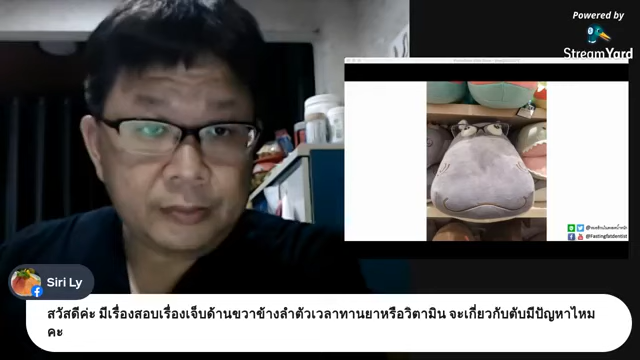 Powered by
StreamYard
@Fastingfatdentist
Siri Ly
สวัสดีค่ะ มีเรื่องสอบเรื่องเจ็บด้านขวาข้างลำตัวเวลาทานยาหรือวิตามิน จะเกี่ยวกับตับมีปัญหาไหม
คะ